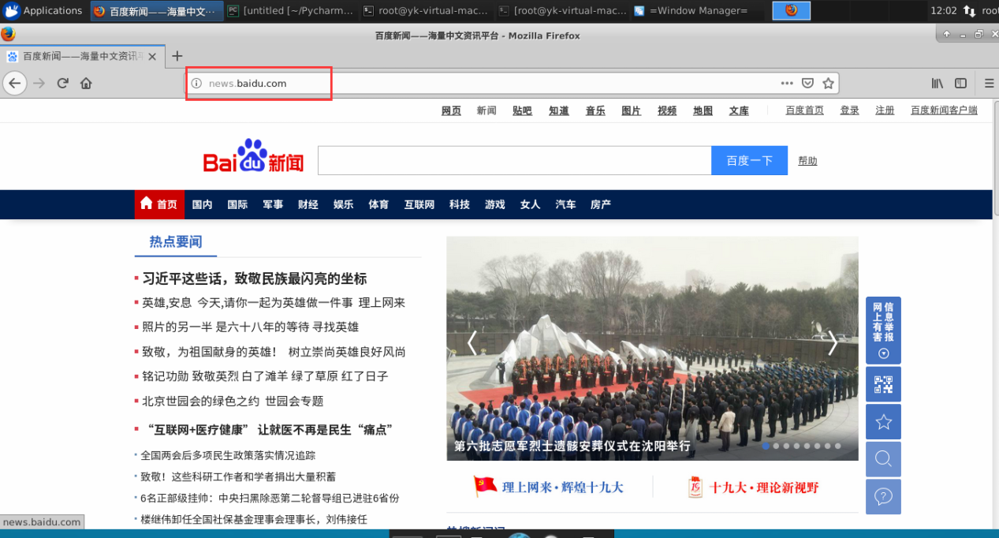 Applications 百度新闻——海量中文... [untitled [~/Pycharm... root@yk-virtual-mac... [root@yk-virtual-mac... =Window Manager= 12:02 root
百度新闻——海量中文资讯平台 - Mozilla Firefox
百度新闻——海量中文资讯平
news.baidu.com
网页 新闻 贴吧 知道 音乐 图片 视频 地图 文库 百度首页 登录 注册 百度新闻客户端
Bai du 新闻 百度一下 帮助
首页 国内 国际 军事 财经 娱乐 体育 互联网 科技 游戏 女人 汽车 房产
热点要闻
习近平这些话，致敬民族最闪亮的坐标
英雄,安息 今天,请你一起为英雄做一件事 理上网来
照片的另一半 是六十八年的等待 寻找英雄
致敬，为祖国献身的英雄！ 树立崇尚英雄良好风尚
铭记功勋 致敬英烈 白了滩羊 绿了草原 红了日子
北京世园会的绿色之约 世园会专题
“互联网+医疗健康” 让就医不再是民生“痛点”
全国两会后多项民生政策落实情况追踪
致敬！这些科研工作者和学者捐出大量积蓄
6名正部级挂帅：中央扫黑除恶第二轮督导组已进驻6省份
楼继伟卸任全国社保基金理事会理事长，刘伟接任
第六批志愿军烈士遗骸安葬仪式在沈阳举行
理上网来·辉煌十九大 十九大·理论新视野
热搜新闻词
网上有害
信息举报
news.baidu.com